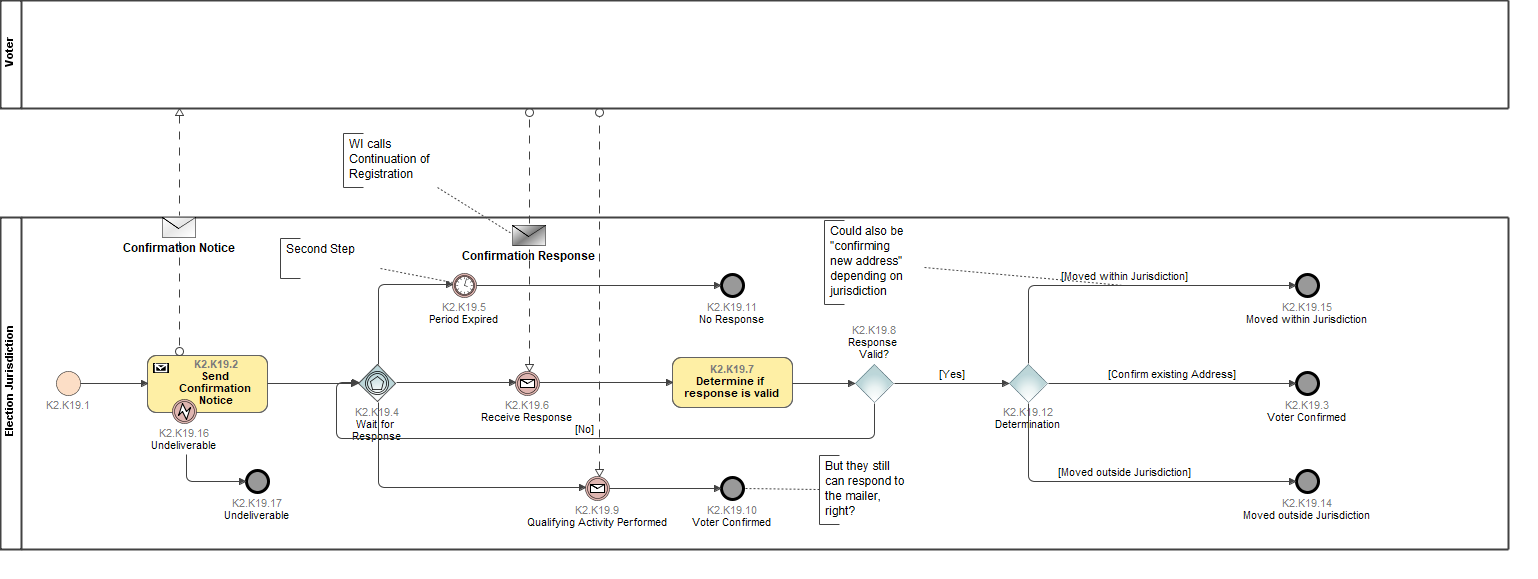 Voter
WI calls
Continuation of
Registration
Election Jurisdiction
Confirmation Notice
Second Step
Confirmation Response
Could also be
"confirming
new address"
depending on
jurisdiction
[Moved within Jurisdiction]
K2.K19.5
Period Expired
K2.K19.11
No Response
K2.K19.15
Moved within Jurisdiction
K2.K19.8
Response
Valid?
K2.K19.2
Send
Confirmation
Notice
K2.K19.7
Determine if
response is valid
[Yes]
[Confirm existing Address]
K2.K19.1
K2.K19.4
Wait for
Response
K2.K19.6
Receive Response
K2.K19.12
Determination
K2.K19.3
Voter Confirmed
[No]
K2.K19.16
Undeliverable
But they still
can respond to
the mailer,
right?
[Moved outside Jurisdiction]
K2.K19.17
Undeliverable
K2.K19.9
Qualifying Activity Performed
K2.K19.10
Voter Confirmed
K2.K19.14
Moved outside Jurisdiction